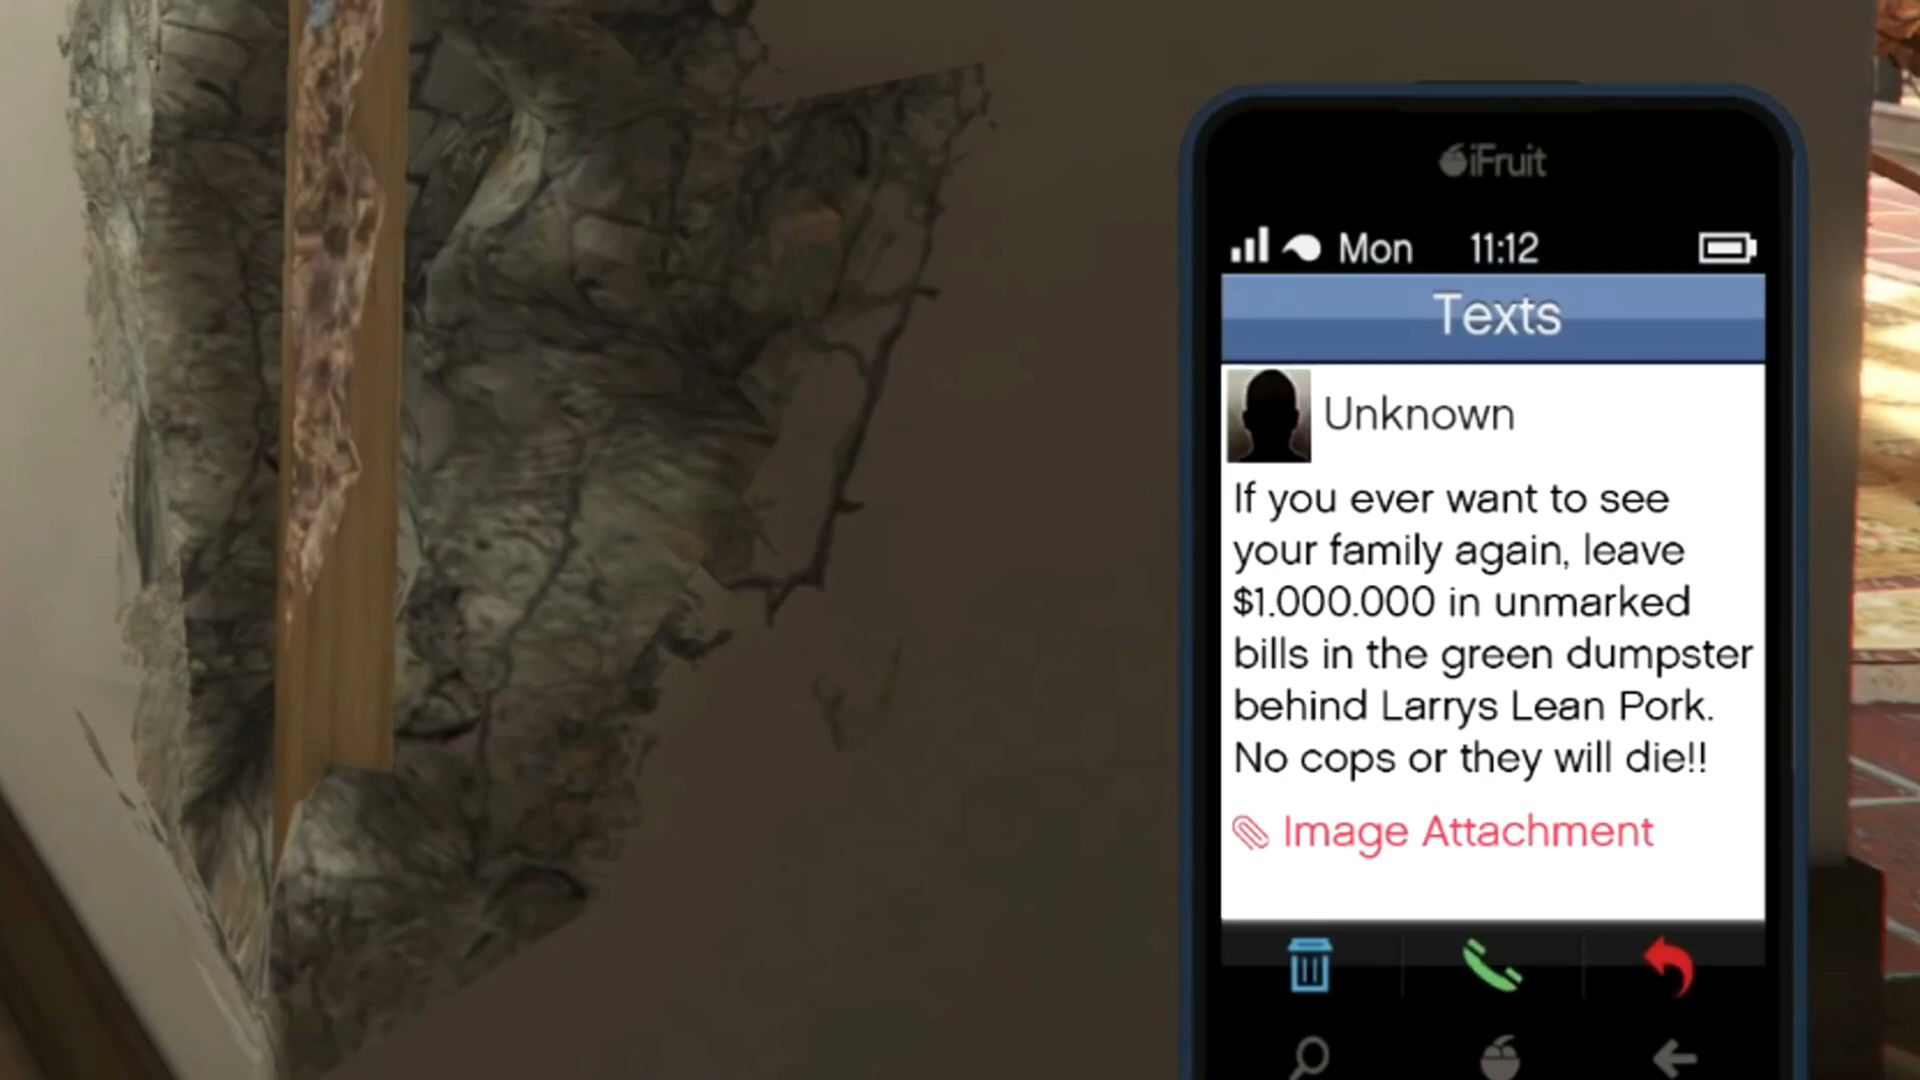 iFruit
Mon 11:12
Texts
Unknown
If you ever want to see
your family again, leave
$1.000.000 in unmarked
bills in the green dumpster
behind Larrys Lean Pork.
No cops or they will die!!
Image Attachment